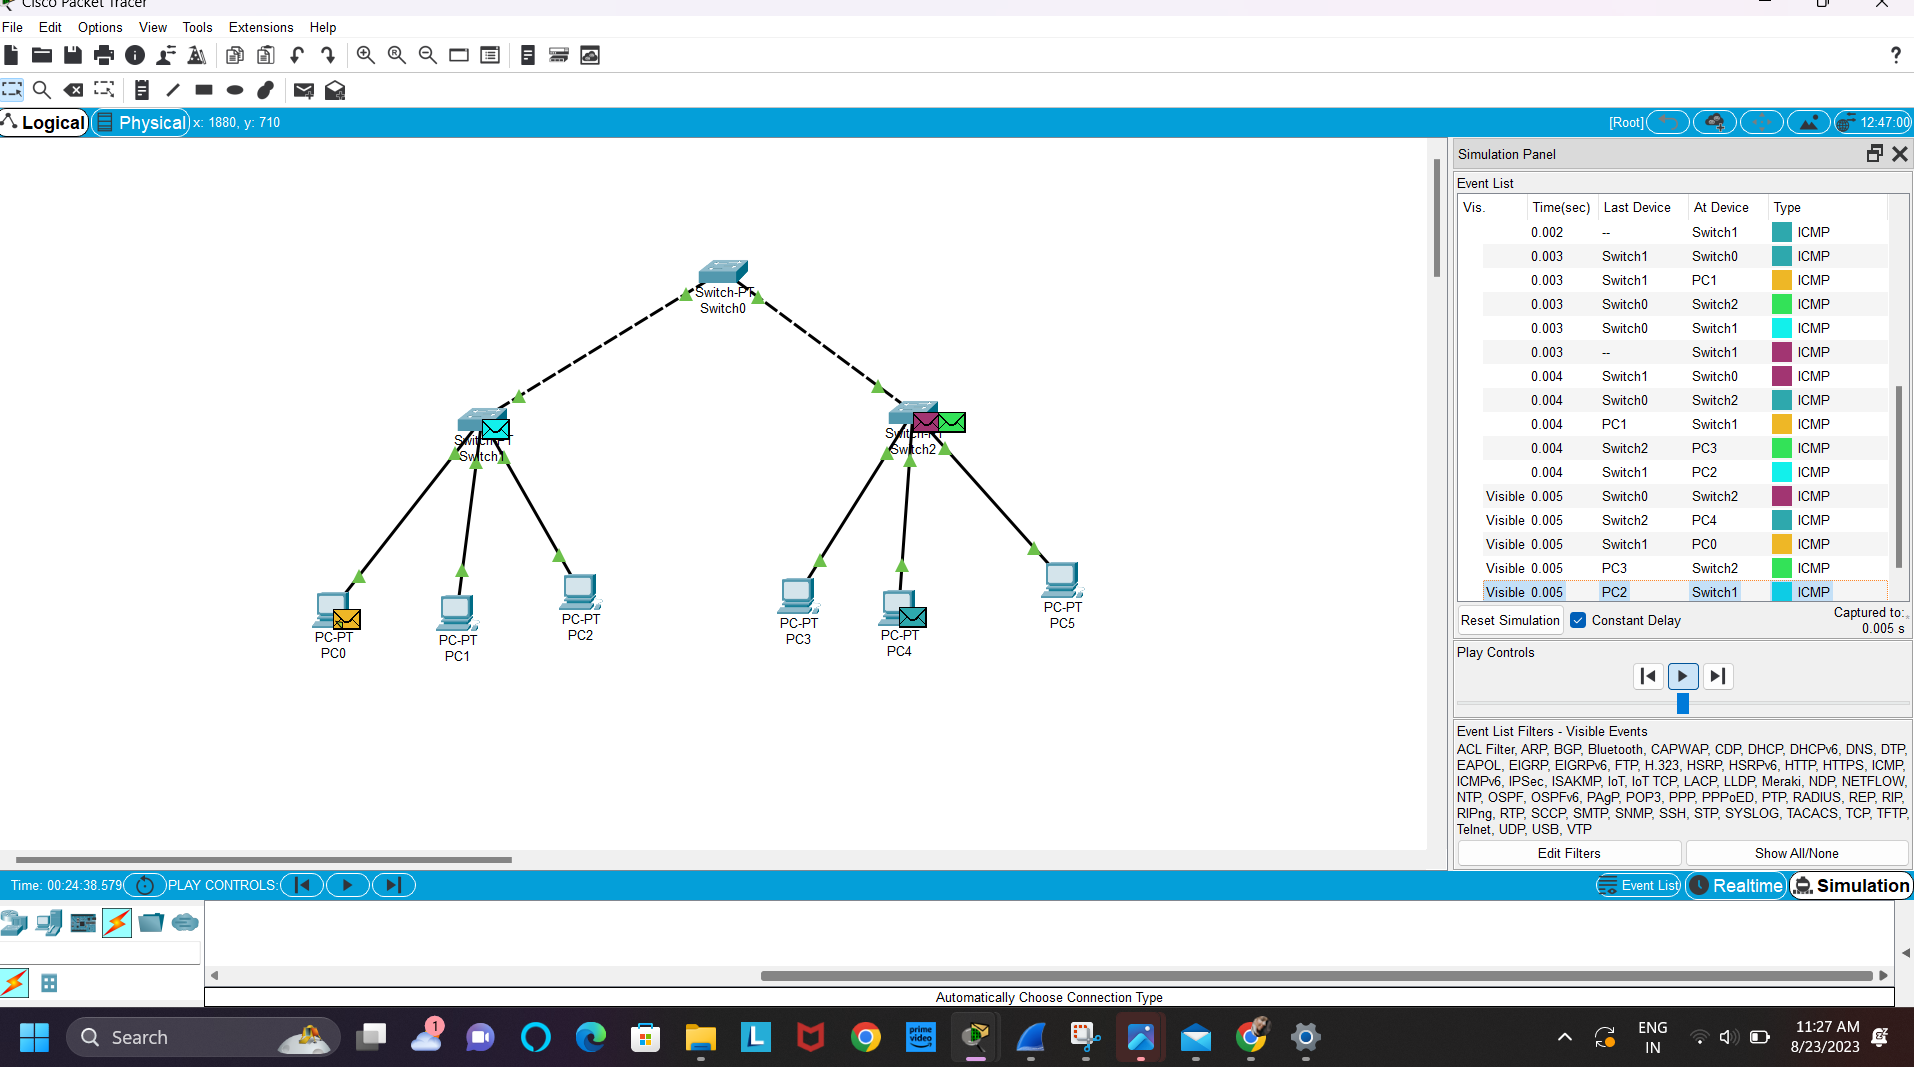 Cisco Packet Tracer
File Edit Options View Tools Extensions Help
?
Logical Physical x: 1880, y: 710
[Root] 12:47:00
Switch-PT
Switch0
Switch1
Switch2
PC-PT
PC0
PC-PT
PC1
PC-PT
PC2
PC-PT
PC3
PC-PT
PC4
PC-PT
PC5
Simulation Panel
Event List
Vis. Time(sec) Last Device At Device Type
0.002 -- Switch1 ICMP
0.003 Switch1 Switch0 ICMP
0.003 Switch1 PC1 ICMP
0.003 Switch0 Switch2 ICMP
0.003 Switch0 Switch1 ICMP
0.003 -- Switch1 ICMP
0.004 Switch1 Switch0 ICMP
0.004 Switch0 Switch2 ICMP
0.004 PC1 Switch1 ICMP
0.004 Switch2 PC3 ICMP
0.004 Switch1 PC2 ICMP
Visible 0.005 Switch0 Switch2 ICMP
Visible 0.005 Switch2 PC4 ICMP
Visible 0.005 Switch1 PC0 ICMP
Visible 0.005 PC3 Switch2 ICMP
Visible 0.005 PC2 Switch1 ICMP
Reset Simulation Constant Delay Captured to:
0.005 s
Play Controls
Event List Filters - Visible Events
ACL Filter, ARP, BGP, Bluetooth, CAPWAP, CDP, DHCP, DHCPv6, DNS, DTP,
EAPOL, EIGRP, EIGRPv6, FTP, H.323, HSRP, HSRPv6, HTTP, HTTPS, ICMP,
ICMPv6, IPSec, ISAKMP, IoT, IoT TCP, LACP, LLDP, Meraki, NDP, NETFLOW,
NTP, OSPF, OSPFv6, PAgP, POP3, PPP, PPPoED, PTP, RADIUS, REP, RIP,
RIPng, RTP, SCCP, SMTP, SNMP, SSH, STP, SYSLOG, TACACS, TCP, TFTP,
Telnet, UDP, USB, VTP
Edit Filters Show All/None
Time: 00:24:38.579 PLAY CONTROLS:
Event List Realtime Simulation
Automatically Choose Connection Type
Search
1
L
prime
video
ENG
IN
11:27 AM
8/23/2023